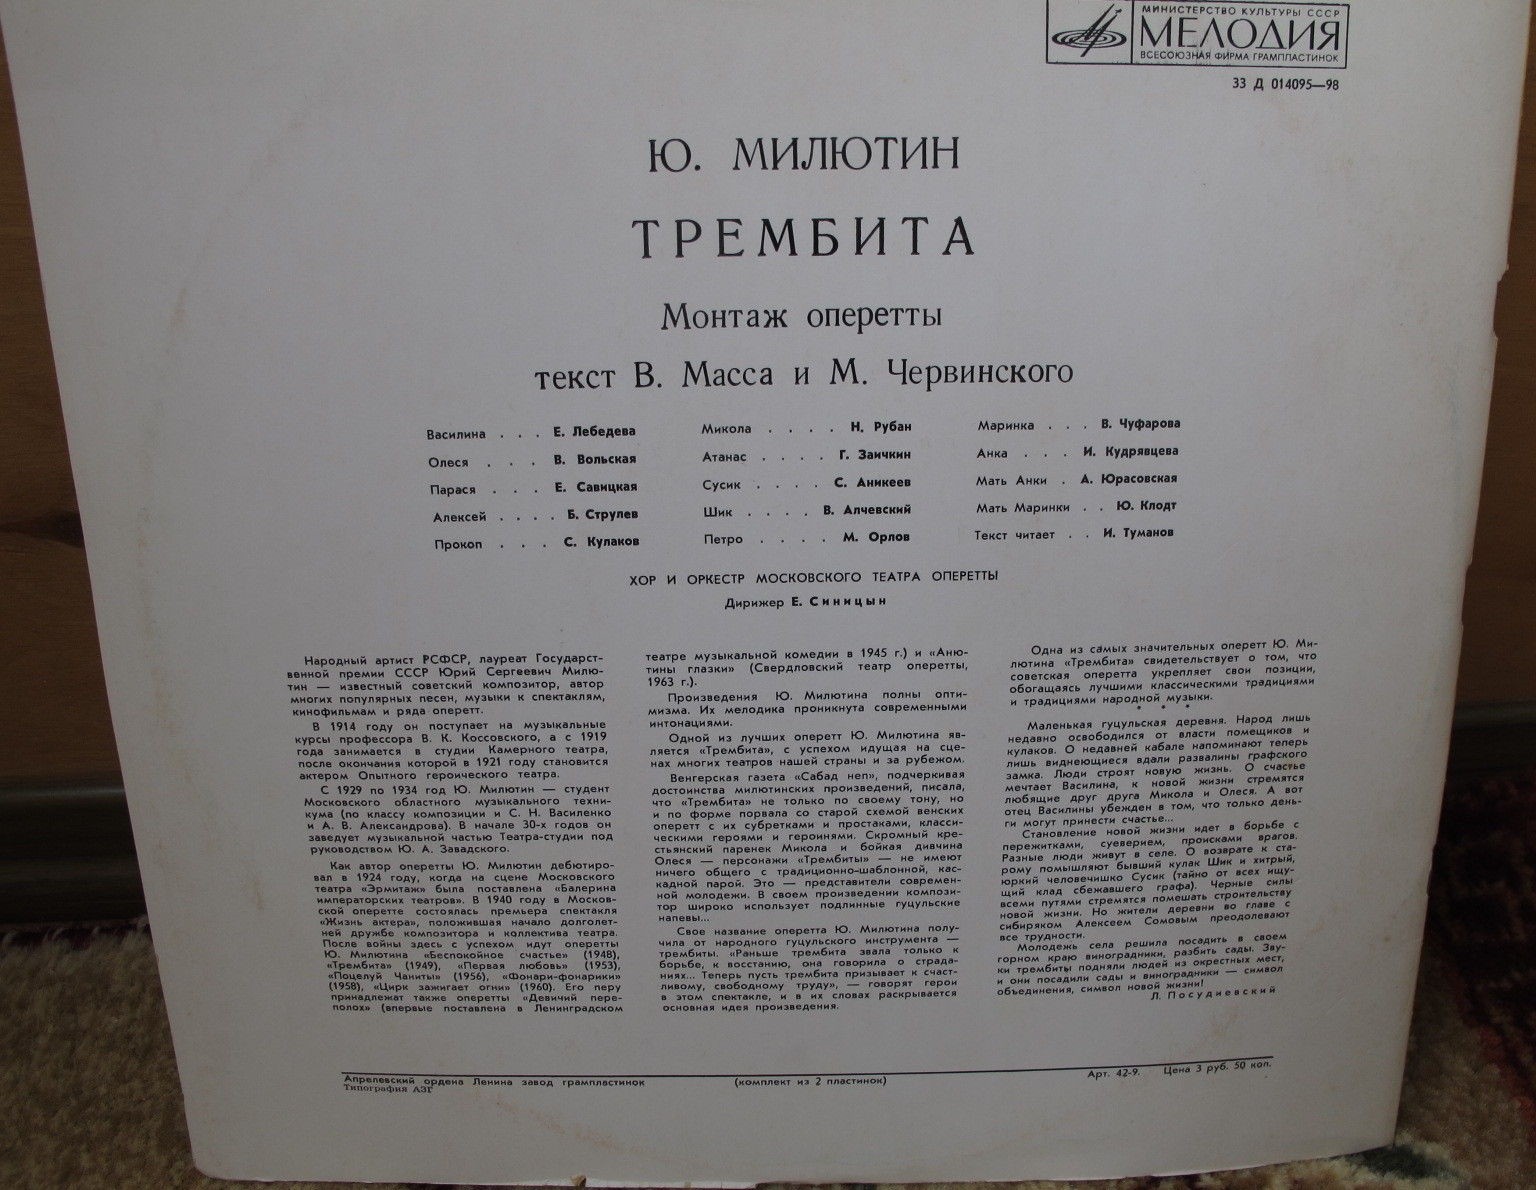 МИНИСТЕРСТВО КУЛЬТУРЫ СССР
МЕЛОДИЯ
ВСЕСОЮЗНАЯ ФИРМА ГРАМПЛАСТИНОК
33 Д 014095—98
Ю. МИЛЮТИН
ТРЕМБИТА
Монтаж оперетты
текст В. Масса и М. Червинского
Василина . . . Е. Лебедева
Олеся . . . В. Вольская
Парася . . . Е. Савицкая
Алексей . . . . Б. Струлев
Прокоп . . . С. Кулаков
Микола . . . . Н. Рубан
Атанас . . . . Г. Заичкин
Сусик . . . . С. Аникеев
Шик . . . . В. Алчевский
Петро . . . . М. Орлов
Маринка . . . В. Чуфарова
Анка . . . И. Кудрявцева
Мать Анки . А. Юрасовская
Мать Маринки . . Ю. Клодт
Текст читает . . И. Туманов
ХОР И ОРКЕСТР МОСКОВСКОГО ТЕАТРА ОПЕРЕТТЫ
Дирижер Е. Синицын
Народный артист РСФСР, лауреат Государст-
венной премии СССР Юрий Сергеевич Милю-
тин — известный советский композитор, автор
многих популярных песен, музыки к спектаклям,
кинофильмам и ряда оперетт.
В 1914 году он поступает на музыкальные
курсы профессора В. К. Коссовского, а с 1919
года занимается в студии Камерного театра,
после окончания которой в 1921 году становится
актером Опытного героического театра.
С 1929 по 1934 год Ю. Милютин — студент
Московского областного музыкального техни-
кума (по классу композиции и С. Н. Василенко
и А. В. Александрова). В начале 30-х годов он
заведует музыкальной частью Театра-студии под
руководством Ю. А. Завадского.
Как автор оперетты Ю. Милютин дебютиро-
вал в 1924 году, когда на сцене Московского
театра «Эрмитаж» была поставлена «Балерина
императорских театров». В 1940 году в Москов-
ской оперетте состоялась премьера спектакля
«Жизнь актера», положившая начало долголет-
ней дружбе композитора и коллектива театра.
После войны здесь с успехом идут оперетты
Ю. Милютина «Беспокойное счастье» (1948),
«Трембита» (1949), «Первая любовь» (1953),
«Поцелуй Чаниты» (1956), «Фонари-фонарики»
(1958), «Цирк зажигает огни» (1960). Его перу
принадлежат также оперетты «Девичий пере-
полох» (впервые поставлена в Ленинградском
театре музыкальной комедии в 1945 г.) и «Аню-
тины глазки» (Свердловский театр оперетты,
1963 г.).
Произведения Ю. Милютина полны опти-
мизма. Их мелодика проникнута современными
интонациями.
Одной из лучших оперетт Ю. Милютина яв-
ляется «Трембита», с успехом идущая на сце-
нах многих театров нашей страны и за рубежом.
Венгерская газета «Сабад неп», подчеркивая
достоинства милютинских произведений, писала,
что «Трембита» не только по своему тону, но
и по форме порвала со старой схемой венских
оперетт с их субретками и простаками, класси-
ческими героями и героинями. Скромный кре-
стьянский паренек Микола и бойкая дивчина
Олеся — персонажи «Трембиты» — не имеют
ничего общего с традиционно-шаблонной, кас-
кадной парой. Это — представители современ-
ной молодежи. В своем произведении компози-
тор широко использует подлинные гуцульские
напевы...
Свое название оперетта Ю. Милютина полу-
чила от народного гуцульского инструмента —
трембиты. «Раньше трембита звала только к
борьбе, к восстанию, она говорила о страда-
ниях... Теперь пусть трембита призывает к счаст-
ливому, свободному труду», — говорят герои
в этом спектакле, и в их словах раскрывается
основная идея произведения.
Одна из самых значительных оперетт Ю. Ми-
лютина «Трембита» свидетельствует о том, что
советская оперетта укрепляет свои позиции,
обогащаясь лучшими классическими традициями
и традициями народной музыки.
* * *
Маленькая гуцульская деревня. Народ лишь
недавно освободился от власти помещиков и
кулаков. О недавней кабале напоминают теперь
лишь виднеющиеся вдали развалины графского
замка. Люди строят новую жизнь. О счастье
мечтает Василина, к новой жизни стремятся
любящие друг друга Микола и Олеся. А вот
отец Василины убежден в том, что только день-
ги могут принести счастье...
Становление новой жизни идет в борьбе с
пережитками, суеверием, происками врагов.
Разные люди живут в селе. О возврате к ста-
рому помышляют бывший кулак Шик и хитрый,
юркий человечишко Сусик (тайно от всех ищу-
щий клад сбежавшего графа). Черные силы
всеми путями стремятся помешать строительству
новой жизни. Но жители деревни во главе с
сибиряком Алексеем Сомовым преодолевают
все трудности.
Молодежь села решила посадить в своем
горном краю виноградники, разбить сады. Зву-
ки трембиты подняли людей из окрестных мест,
и они посадили сады и виноградники — символ
объединения, символ новой жизни!
Л. Посудиевский
Апрелевский ордена Ленина завод грампластинок
Типография АЗГ
(комплект из 2 пластинок)
Арт. 42-9. Цена 3 руб. 50 коп.